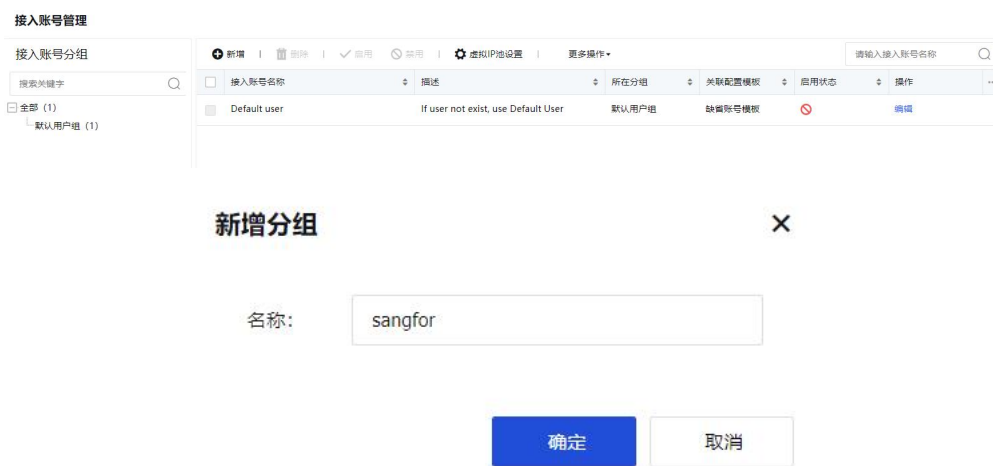 接入账号管理
接入账号分组
新增 删除 启用 禁用 虚拟IP池设置 更多操作
请输入接入账号名称
搜索关键字
接入账号名称 描述 所在分组 关联配置模板 启用状态 操作
全部 (1)
Default user If user not exist, use Default User 默认用户组 缺省账号模板 编辑
默认用户组 (1)
新增分组
名称: sangfor
确定 取消